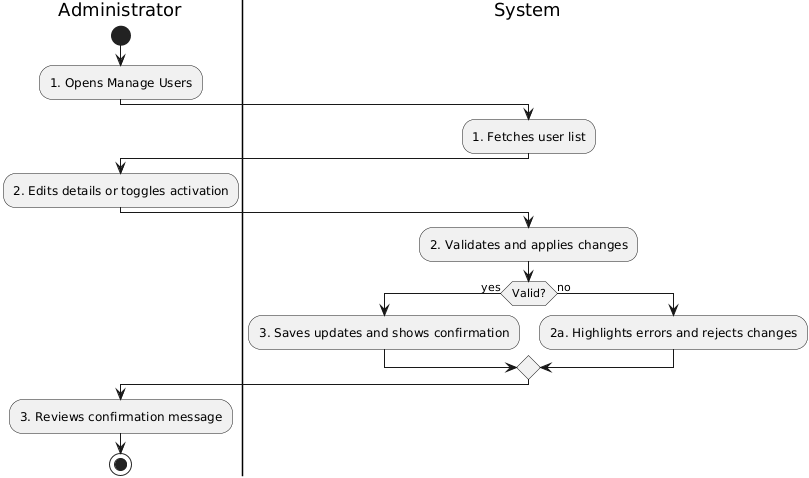 Administrator
System
1. Opens Manage Users
1. Fetches user list
2. Edits details or toggles activation
2. Validates and applies changes
yes
Valid?
no
3. Saves updates and shows confirmation
2a. Highlights errors and rejects changes
3. Reviews confirmation message